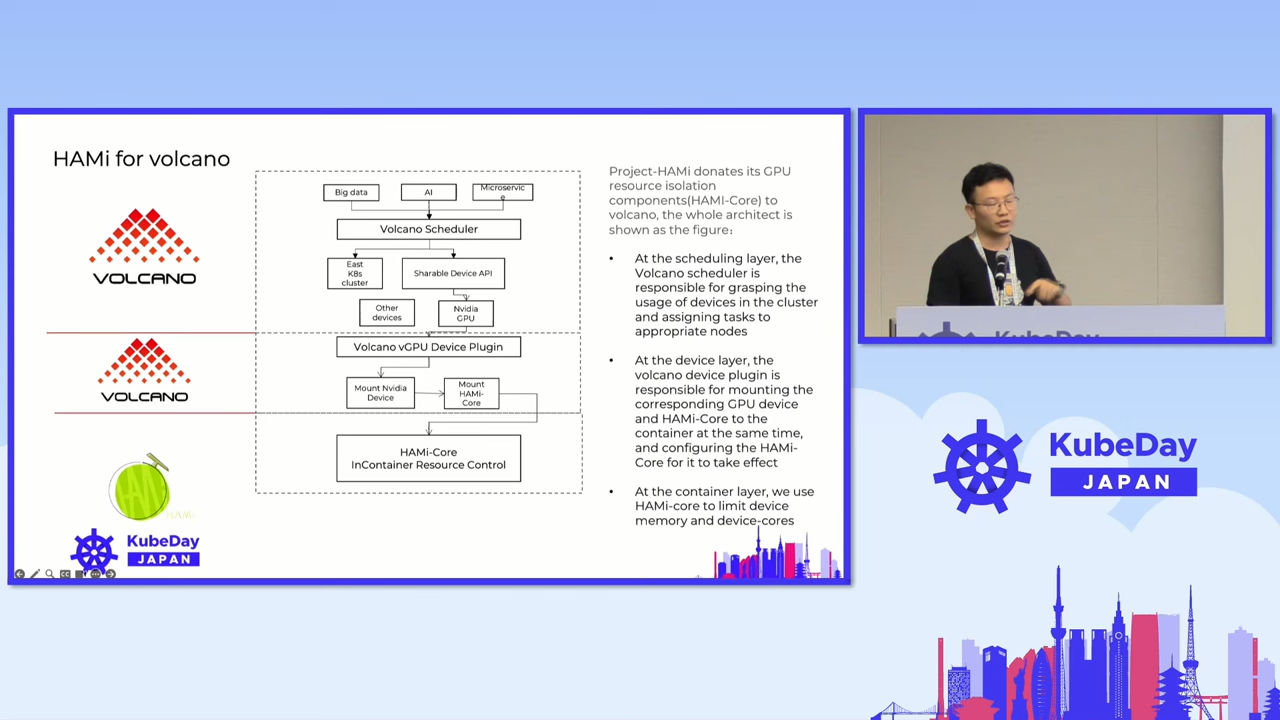 HAMi for volcano
VOLCANO
VOLCANO
Big data
AI
Microservic
e
Volcano Scheduler
East
K8s
cluster
Sharable Device API
Other
devices
Nvidia
GPU
Volcano vGPU Device Plugin
Mount Nvidia
Device
Mount
HAMi-
Core
HAMi-Core
InContainer Resource Control
Project-HAMi donates its GPU
resource isolation
components(HAMI-Core) to
volcano, the whole architect is
shown as the figure:
• At the scheduling layer, the
Volcano scheduler is
responsible for grasping the
usage of devices in the cluster
and assigning tasks to
appropriate nodes
• At the device layer, the
volcano device plugin is
responsible for mounting the
corresponding GPU device
and HAMi-Core to the
container at the same time,
and configuring the HAMi-
Core for it to take effect
• At the container layer, we use
HAMi-core to limit device
memory and device-cores
KubeDay
JAPAN
KubeDay
KubeDay
JAPAN